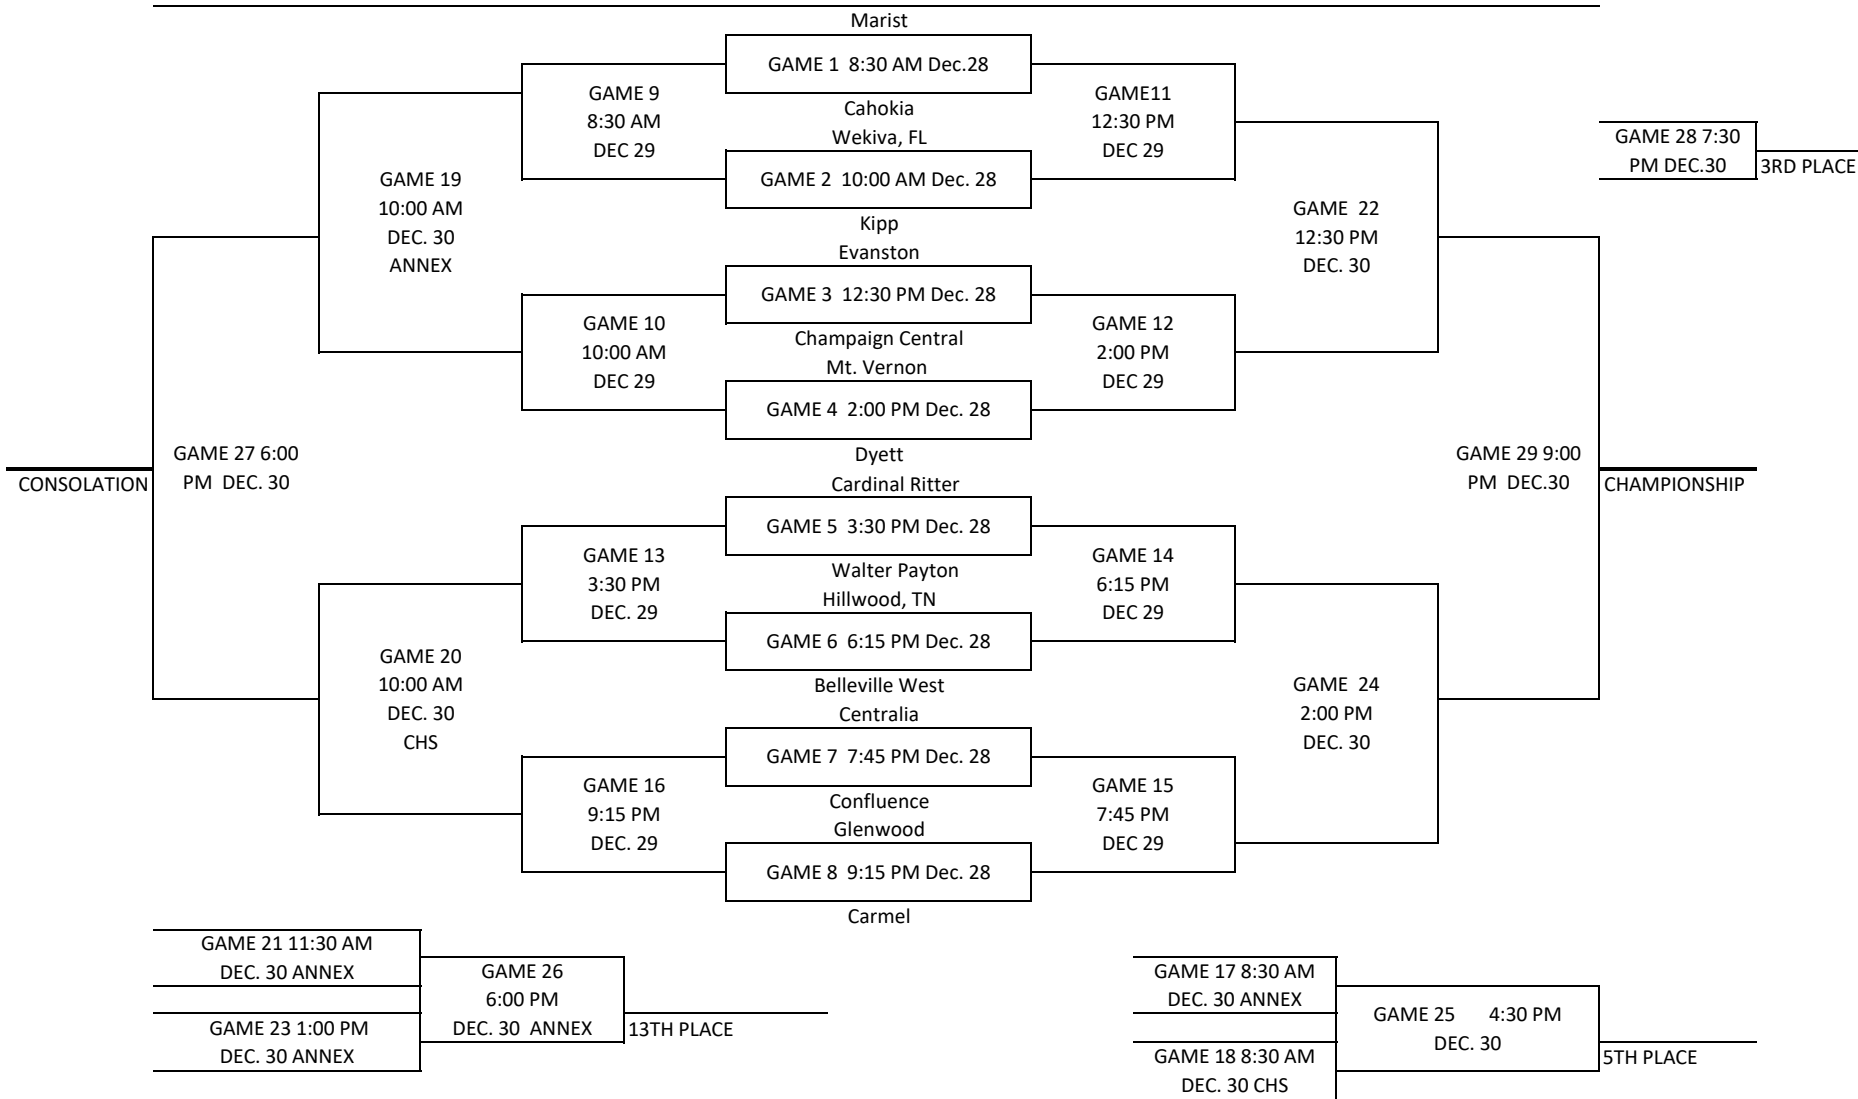 Marist
GAME 1  8:30 AM Dec.28
GAME 9
8:30 AM
DEC 29
Cahokia
Wekiva, FL
GAME11
12:30 PM
DEC 29
GAME 28 7:30
PM DEC.30
3RD PLACE
GAME 2  10:00 AM Dec. 28
GAME 19
10:00 AM
DEC. 30
ANNEX
Kipp
Evanston
GAME  22
12:30 PM
DEC. 30
GAME 3  12:30 PM Dec. 28
GAME 10
10:00 AM
DEC 29
Champaign Central
Mt. Vernon
GAME 12
2:00 PM
DEC 29
GAME 4  2:00 PM Dec. 28
GAME 27 6:00
PM  DEC. 30
CONSOLATION
Dyett
Cardinal Ritter
GAME 29 9:00
PM  DEC.30
CHAMPIONSHIP
GAME 5  3:30 PM Dec. 28
GAME 13
3:30 PM
DEC. 29
Walter Payton
Hillwood, TN
GAME 14
6:15 PM
DEC 29
GAME 6  6:15 PM Dec. 28
GAME 20
10:00 AM
DEC. 30
CHS
Belleville West
Centralia
GAME  24
2:00 PM
DEC. 30
GAME 7  7:45 PM Dec. 28
GAME 16
9:15 PM
DEC. 29
Confluence
Glenwood
GAME 15
7:45 PM
DEC 29
GAME 8  9:15 PM Dec. 28
Carmel
GAME 21 11:30 AM
DEC. 30 ANNEX
GAME 26
6:00 PM
DEC. 30  ANNEX
13TH PLACE
GAME 23 1:00 PM
DEC. 30 ANNEX
GAME 17 8:30 AM
DEC. 30 ANNEX
GAME 25      4:30 PM
DEC. 30
5TH PLACE
GAME 18 8:30 AM
DEC. 30 CHS